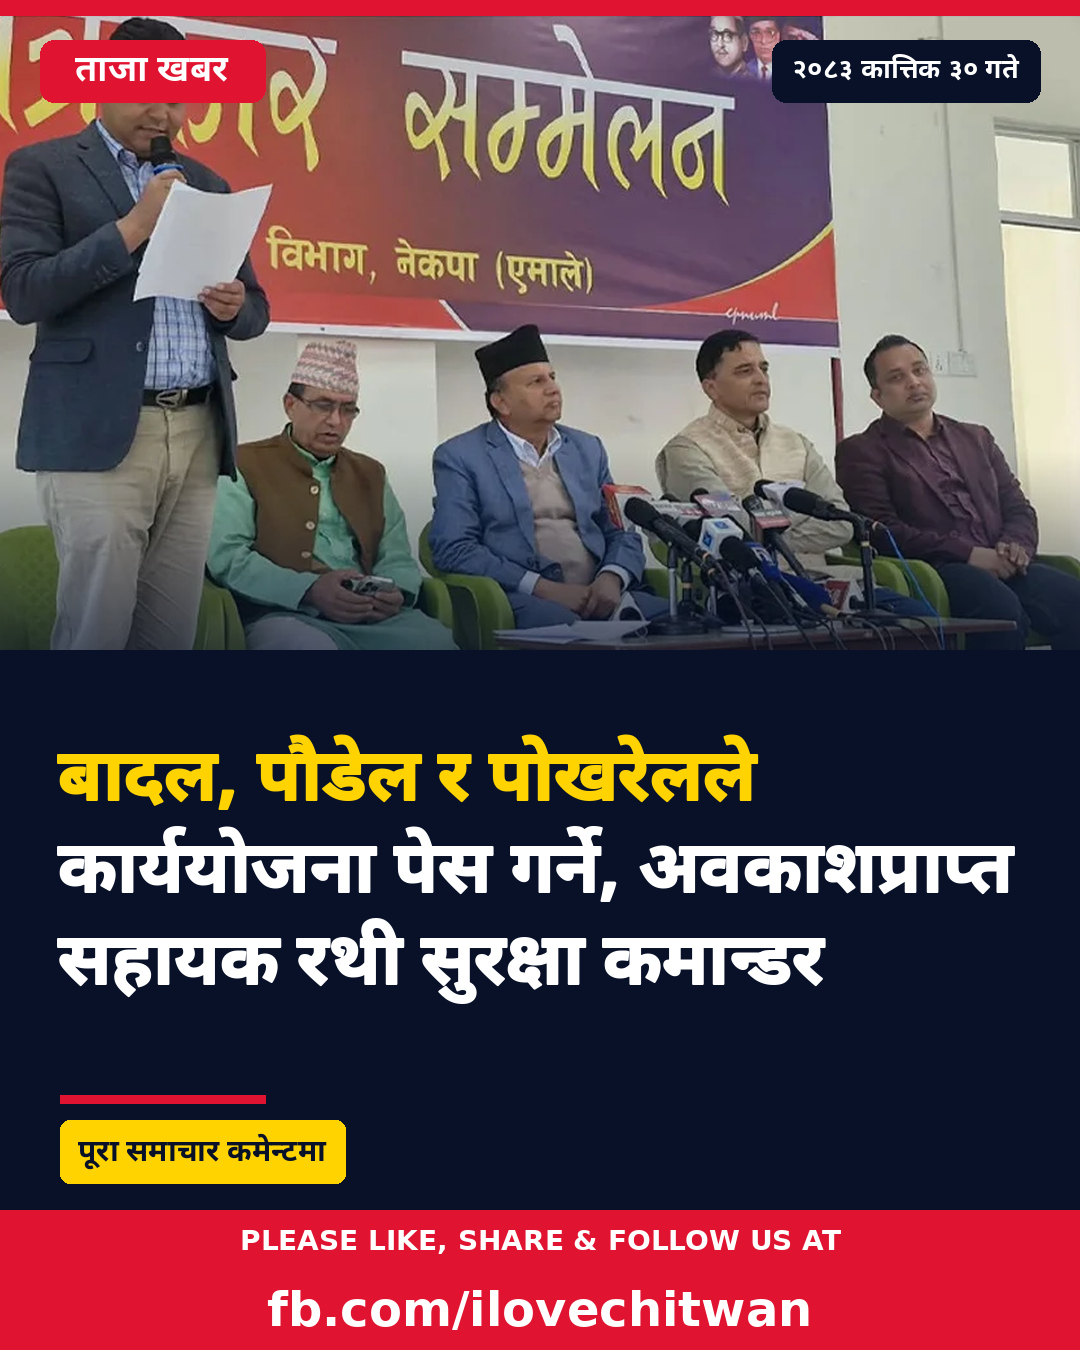 ताजा खबर
२०८३ कात्तिक ३० गते
सम्मेलन
विभाग, नेकपा (एमाले)
cpnuml
बादल, पौडेल र पोखरेलले
कार्ययोजना पेस गर्ने, अवकाशप्राप्त
सहायक रथी सुरक्षा कमान्डर
पूरा समाचार कमेन्टमा
PLEASE LIKE, SHARE & FOLLOW US AT
fb.com/ilovechitwan